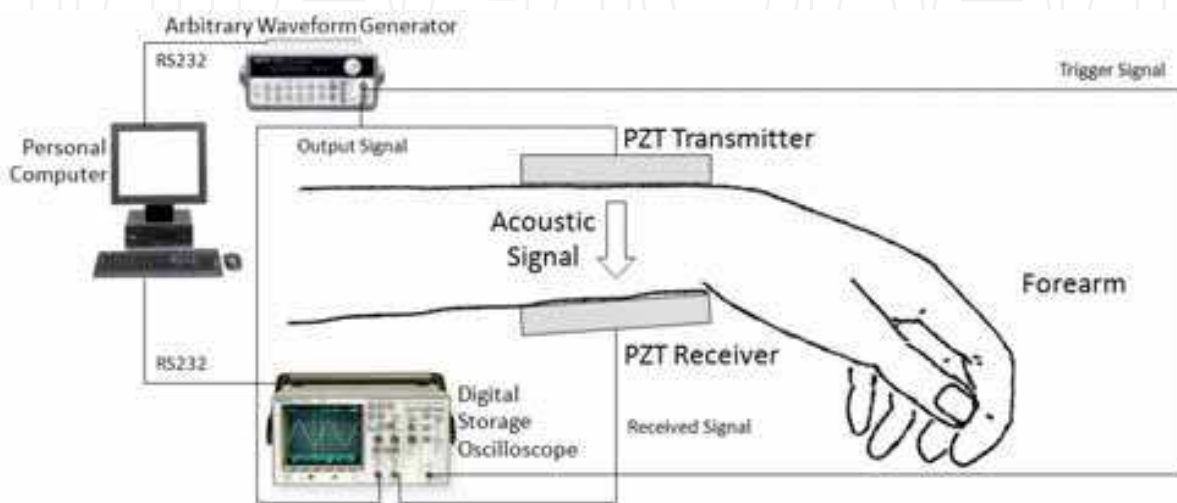 Arbitrary Waveform Generator
RS232
Trigger Signal
Output Signal
PZT Transmitter
Personal
Computer
Acoustic
Signal
Forearm
PZT Receiver
RS232
Digital
Storage
Oscilloscope
Received Signal